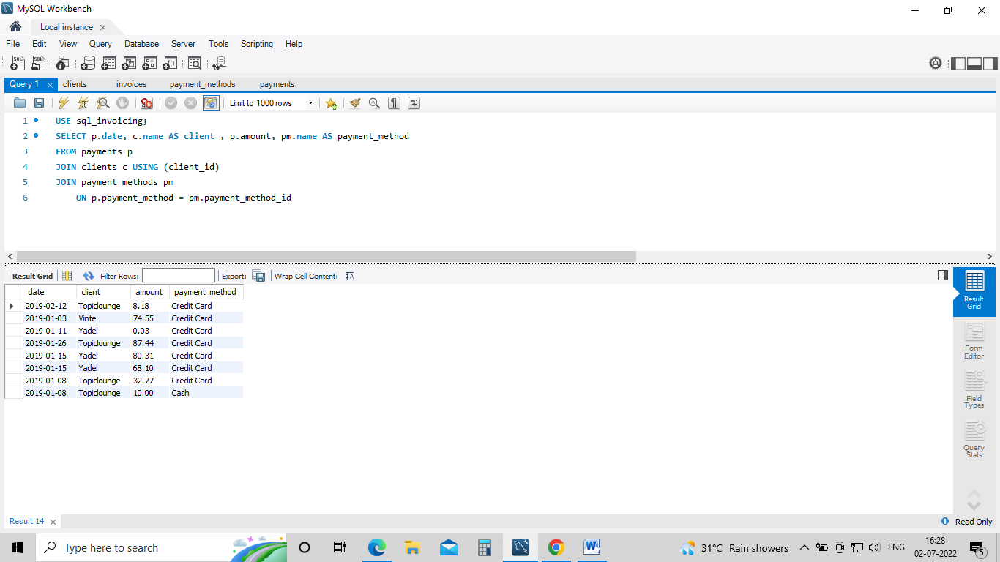 MySQL Workbench
Local instance
File Edit View Query Database Server Tools Scripting Help
Query 1 clients invoices payment_methods payments
Limit to 1000 rows
1 USE sql_invoicing;
2 SELECT p.date, c.name AS client , p.amount, pm.name AS payment_method
3 FROM payments p
4 JOIN clients c USING (client_id)
5 JOIN payment_methods pm
6 ON p.payment_method = pm.payment_method_id
Result Grid Filter Rows: Export: Wrap Cell Content:
date client amount payment_method
2019-02-12 Topiclounge 8.18 Credit Card
2019-01-03 Vinte 74.55 Credit Card
2019-01-11 Yadel 0.03 Credit Card
2019-01-26 Topiclounge 87.44 Credit Card
2019-01-15 Yadel 80.31 Credit Card
2019-01-15 Yadel 68.10 Credit Card
2019-01-08 Topiclounge 32.77 Credit Card
2019-01-08 Topiclounge 10.00 Cash
Result
Grid
Form
Editor
Field
Types
Query
Stats
Result 14
Read Only
Type here to search
31°C Rain showers
ENG
16:28
02-07-2022
5